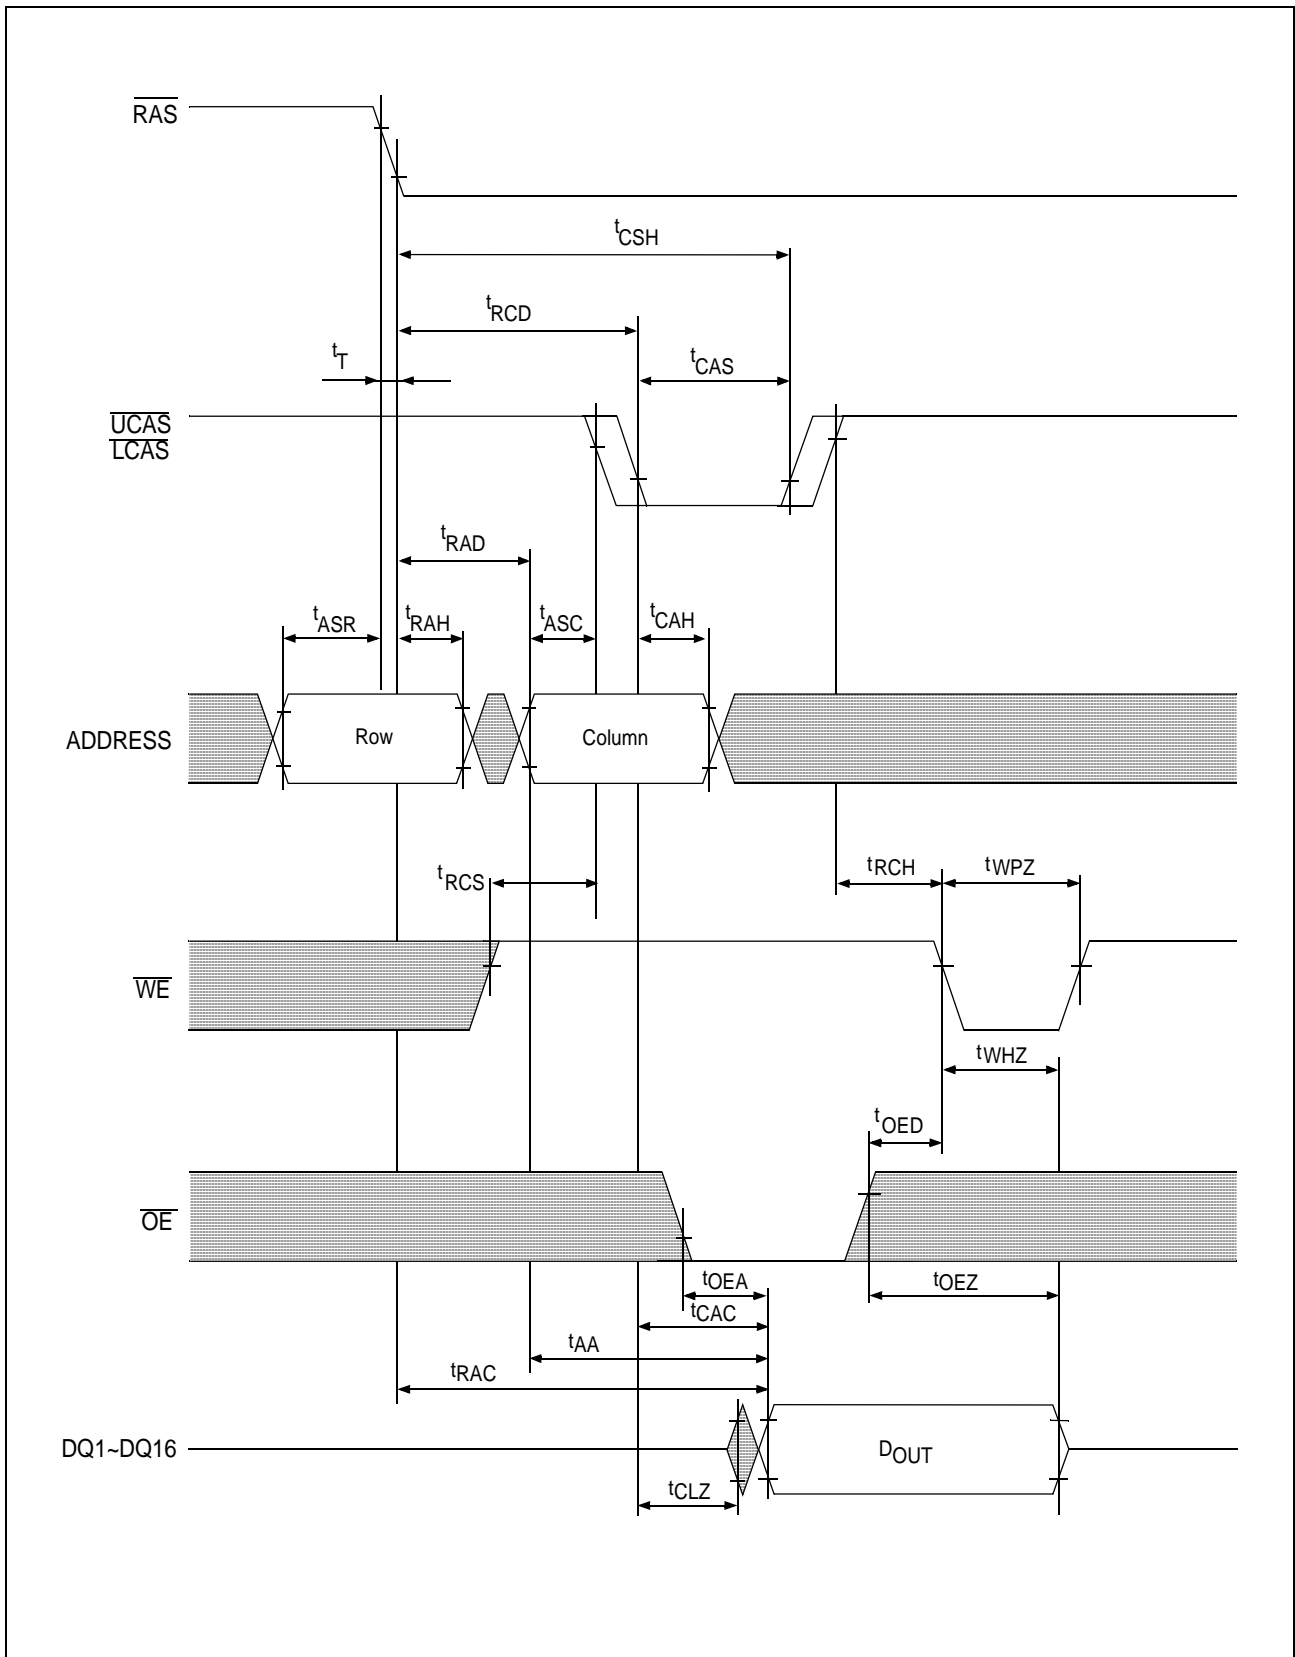 RAS
tCSH
tRCD
tT
tCAS
UCAS
LCAS
tRAD
tASR
tRAH
tASC
tCAH
ADDRESS
Row
Column
tRCS
tRCH
tWPZ
WE
tWHZ
tOED
OE
tOEA
tOEZ
tCAC
tAA
tRAC
DQ1~DQ16
DOUT
tCLZ